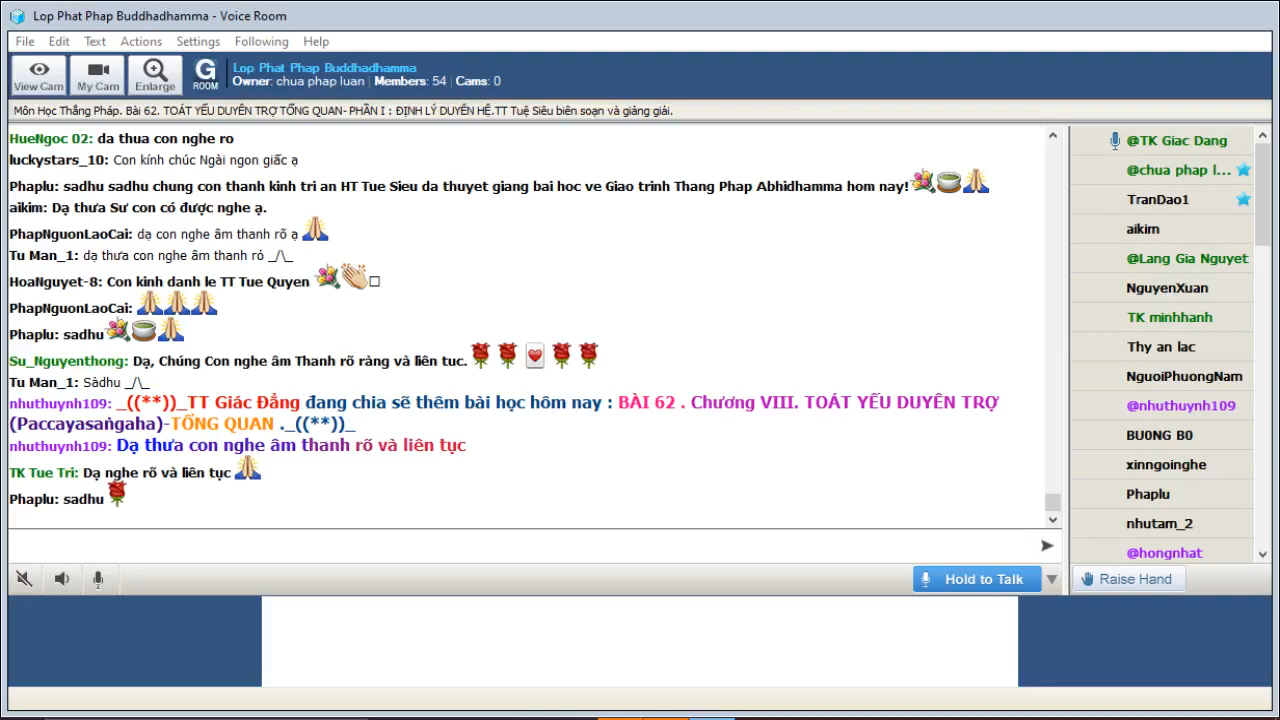 Lop Phat Phap Buddhadhamma - Voice Room
File Edit Text Actions Settings Following Help
View Cam My Cam Enlarge G ROOM
Lop Phat Phap Buddhadhamma
Owner: chua phap luan | Members: 54 | Cams: 0
Môn Học Thắng Pháp. Bài 62. TOÁT YẾU DUYÊN TRỢ TỔNG QUAN- PHẦN I : ĐỊNH LÝ DUYÊN HỆ.TT Tuệ Siêu biên soạn và giảng giải.
HueNgoc 02: da thua con nghe ro
luckystars_10: Con kính chúc Ngài ngon giấc ạ
Phaplu: sadhu sadhu chung con thanh kinh tri an HT Tue Sieu da thuyet giang bai hoc ve Giao trinh Thang Phap Abhidhamma hom nay!
aikim: Dạ thưa Sư con có được nghe ạ.
PhapNguonLaoCai: dạ con nghe âm thanh rõ ạ
Tu Man_1: dạ thưa con nghe âm thanh rỏ _/\_
HoaNguyet-8: Con kinh danh le TT Tue Quyen
PhapNguonLaoCai:
Phaplu: sadhu
Su_Nguyenthong: Dạ, Chúng Con nghe âm Thanh rõ ràng và liên tuc.
Tu Man_1: Sàdhu _/\_
nhuthuynh109: _((**))_TT Giác Đẳng đang chia sẽ thêm bài học hôm nay : BÀI 62 . Chương VIII. TOÁT YẾU DUYÊN TRỢ
(Paccayasaṅgaha)-TỔNG QUAN ._((**))_
nhuthuynh109: Dạ thưa con nghe âm thanh rõ và liên tục
TK Tue Tri: Dạ nghe rõ và liên tục
Phaplu: sadhu
Hold to Talk
@TK Giac Dang
@chua phap l...
TranDao1
aikim
@Lang Gia Nguyet
NguyenXuan
TK minhhanh
Thy an lac
NguoiPhuongNam
@nhuthuynh109
BU0NG B0
xinngoinghe
Phaplu
nhutam_2
@hongnhat
Raise Hand